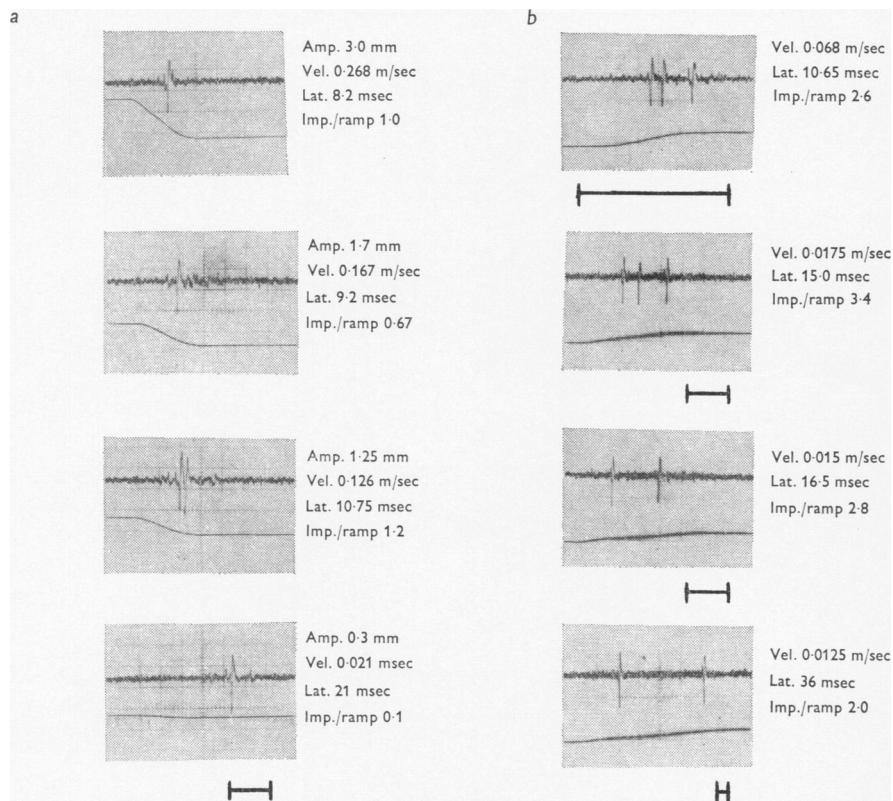 a
Amp. 3·0 mm
Vel. 0·268 m/sec
Lat. 8·2 msec
Imp./ramp 1·0
Amp. 1·7 mm
Vel. 0·167 m/sec
Lat. 9·2 msec
Imp./ramp 0·67
Amp. 1·25 mm
Vel. 0·126 m/sec
Lat. 10·75 msec
Imp./ramp 1·2
Amp. 0·3 mm
Vel. 0·021 msec
Lat. 21 msec
Imp./ramp 0·1
b
Vel. 0·068 m/sec
Lat. 10·65 msec
Imp./ramp 2·6
Vel. 0·0175 m/sec
Lat. 15·0 msec
Imp./ramp 3·4
Vel. 0·015 m/sec
Lat. 16·5 msec
Imp./ramp 2·8
Vel. 0·0125 m/sec
Lat. 36 msec
Imp./ramp 2·0